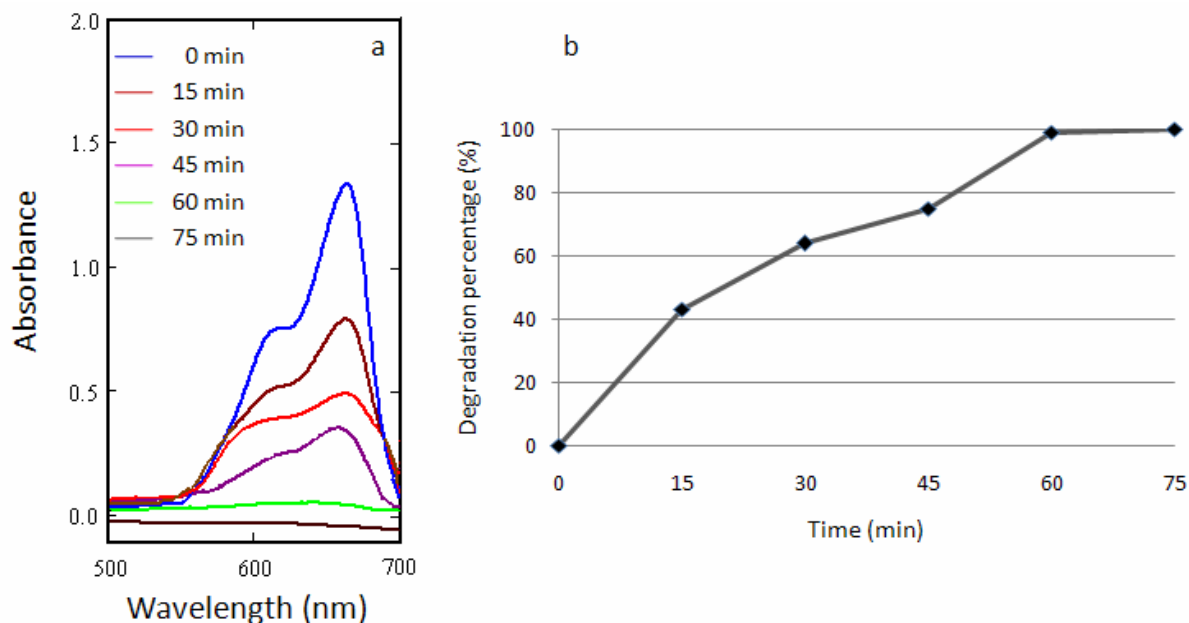 2.0
1.5
1.0
0.5
0.0
Absorbance
a
0 min
15 min
30 min
45 min
60 min
75 min
500 600 700
Wavelength (nm)
b
100
80
60
40
20
0
Degradation percentage (%)
0 15 30 45 60 75
Time (min)